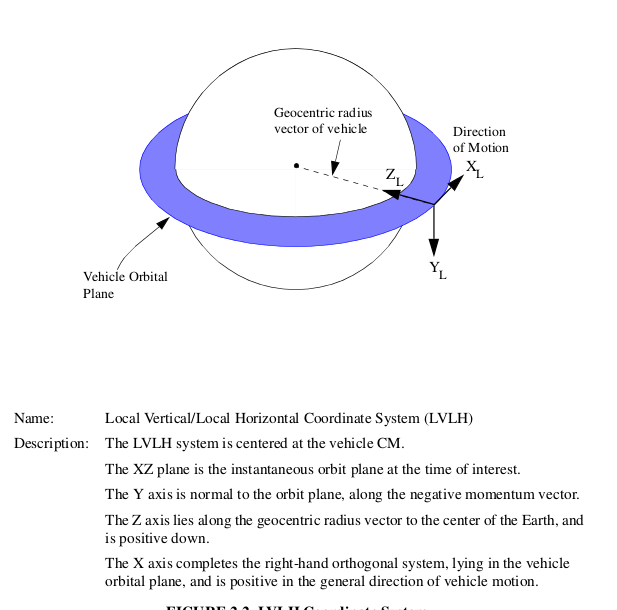 Geocentric radius
vector of vehicle
Direction
of Motion
X_L
Z_L
Y_L
Vehicle Orbital
Plane
Name: Local Vertical/Local Horizontal Coordinate System (LVLH)
Description: The LVLH system is centered at the vehicle CM.
The XZ plane is the instantaneous orbit plane at the time of interest.
The Y axis is normal to the orbit plane, along the negative momentum vector.
The Z axis lies along the geocentric radius vector to the center of the Earth, and
is positive down.
The X axis completes the right-hand orthogonal system, lying in the vehicle
orbital plane, and is positive in the general direction of vehicle motion.
FIGURE 2.2 LVLH Coordinate System